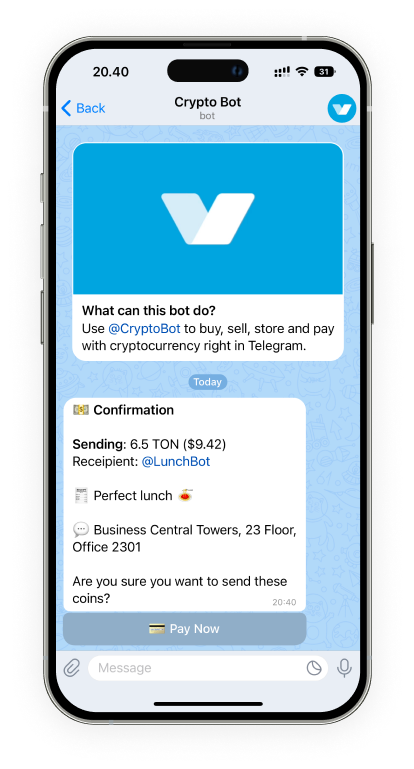 20.40
31
Back
Crypto Bot
bot
What can this bot do?
Use @CryptoBot to buy, sell, store and pay
with cryptocurrency right in Telegram.
Today
Confirmation
Sending: 6.5 TON ($9.42)
Receipient: @LunchBot
Perfect lunch
Business Central Towers, 23 Floor,
Office 2301
Are you sure you want to send these
coins?
20:40
Pay Now
Message